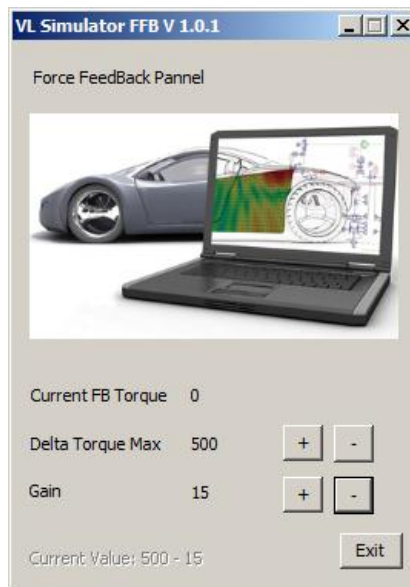 VL Simulator FFB V 1.0.1
Force FeedBack Pannel
Current FB Torque 0
Delta Torque Max 500 + -
Gain 15 + -
Current Value: 500 - 15
Exit